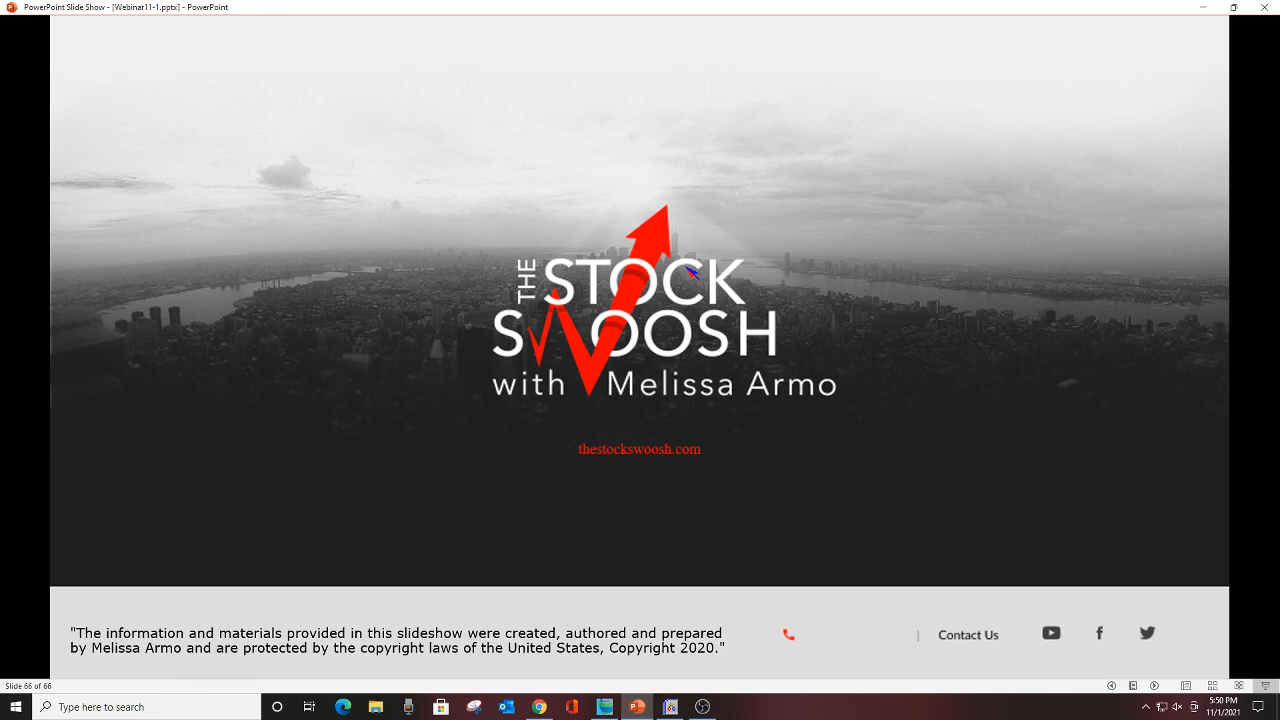 PowerPoint Slide Show - [Webinar11-1.pptx] - PowerPoint
THE STOCK
SWOOSH
with Melissa Armo
thestockswoosh.com
"The information and materials provided in this slideshow were created, authored and prepared
by Melissa Armo and are protected by the copyright laws of the United States, Copyright 2020."
| Contact Us
Slide 66 of 66
Type here to search
5:50 PM
11/1/2021